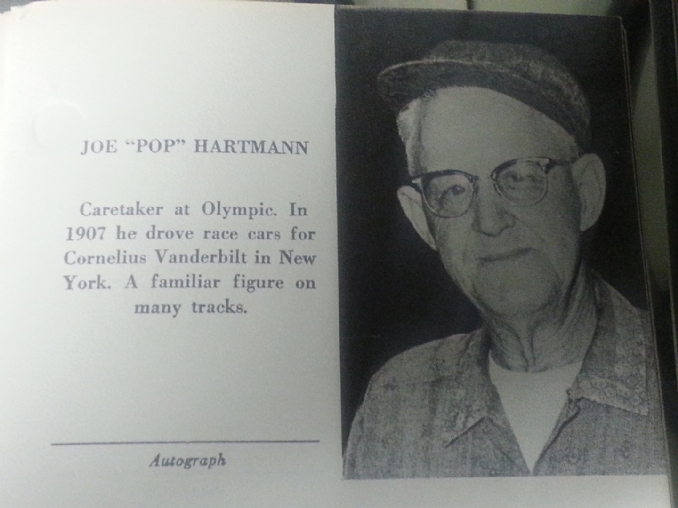 JOE "POP" HARTMANN
Caretaker at Olympic. In
1907 he drove race cars for
Cornelius Vanderbilt in New
York. A familiar figure on
many tracks.
Autograph